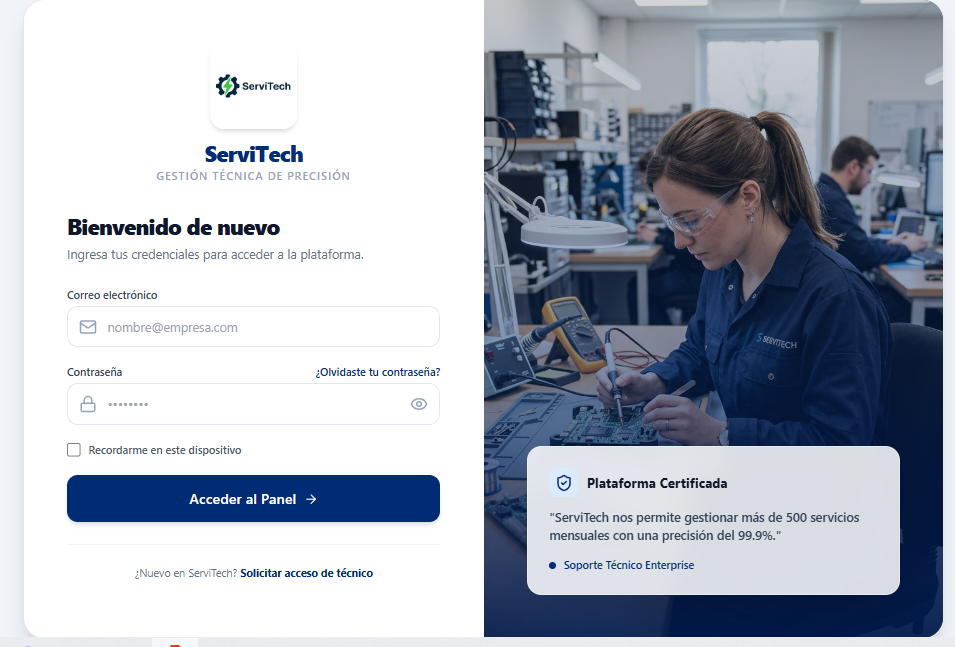 ServiTech
ServiTech
GESTIÓN TÉCNICA DE PRECISIÓN
Bienvenido de nuevo
Ingresa tus credenciales para acceder a la plataforma.
Correo electrónico
nombre@empresa.com
Contraseña ¿Olvidaste tu contraseña?
••••••••
Recordarme en este dispositivo
Acceder al Panel →
¿Nuevo en ServiTech? Solicitar acceso de técnico
SERVITECH
Plataforma Certificada
"ServiTech nos permite gestionar más de 500 servicios
mensuales con una precisión del 99.9%."
Soporte Técnico Enterprise